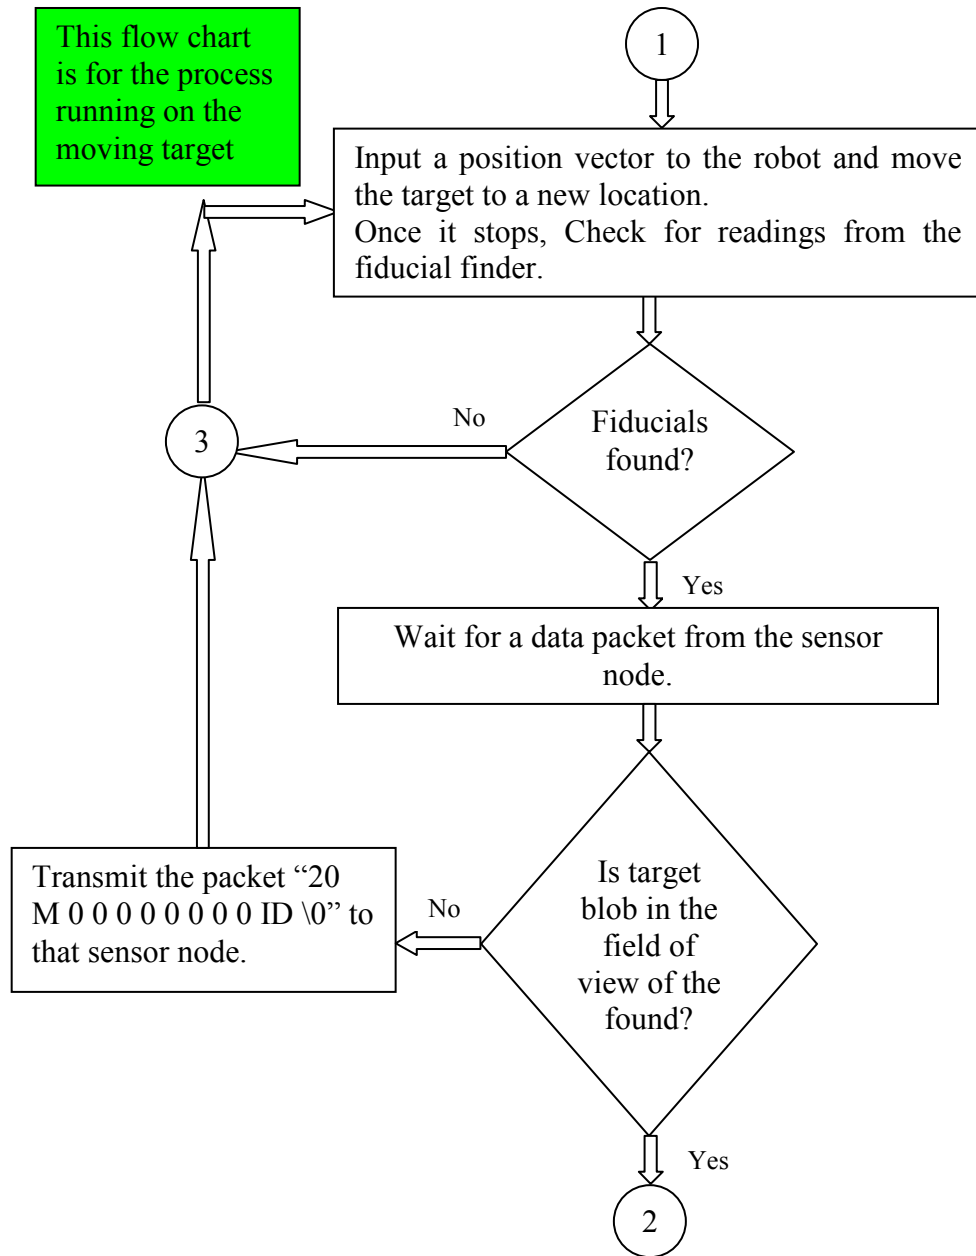 This flow chart
is for the process
running on the
moving target
1
Input a position vector to the robot and move
the target to a new location.
Once it stops, Check for readings from the
fiducial finder.
No
3
Fiducials
found?
Yes
Wait for a data packet from the sensor
node.
Transmit the packet “20
M 0 0 0 0 0 0 0 0 ID \0” to
that sensor node.
No
Is target
blob in the
field of
view of the
found?
Yes
2